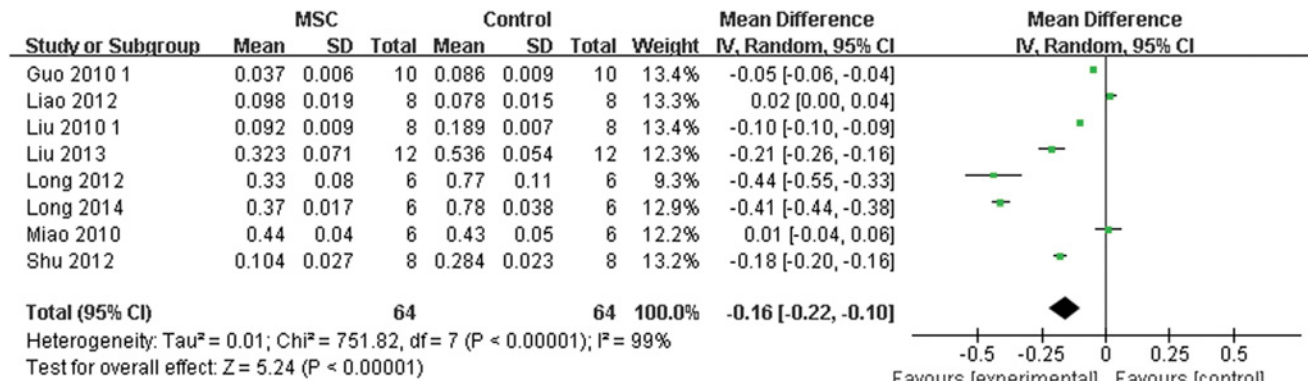 MSC Control Mean Difference Mean Difference
Study or Subgroup Mean SD Total Mean SD Total Weight IV, Random, 95% CI IV, Random, 95% CI
Guo 2010 1 0.037 0.006 10 0.086 0.009 10 13.4% -0.05 [-0.06, -0.04]
Liao 2012 0.098 0.019 8 0.078 0.015 8 13.3% 0.02 [0.00, 0.04]
Liu 2010 1 0.092 0.009 8 0.189 0.007 8 13.4% -0.10 [-0.10, -0.09]
Liu 2013 0.323 0.071 12 0.536 0.054 12 12.3% -0.21 [-0.26, -0.16]
Long 2012 0.33 0.08 6 0.77 0.11 6 9.3% -0.44 [-0.55, -0.33]
Long 2014 0.37 0.017 6 0.78 0.038 6 12.9% -0.41 [-0.44, -0.38]
Miao 2010 0.44 0.04 6 0.43 0.05 6 12.2% 0.01 [-0.04, 0.06]
Shu 2012 0.104 0.027 8 0.284 0.023 8 13.2% -0.18 [-0.20, -0.16]
Total (95% CI) 64 64 100.0% -0.16 [-0.22, -0.10]
Heterogeneity: Tau² = 0.01; Chi² = 751.82, df = 7 (P < 0.00001); I² = 99%
Test for overall effect: Z = 5.24 (P < 0.00001)
-0.5 -0.25 0 0.25 0.5
Favours [experimental] Favours [control]